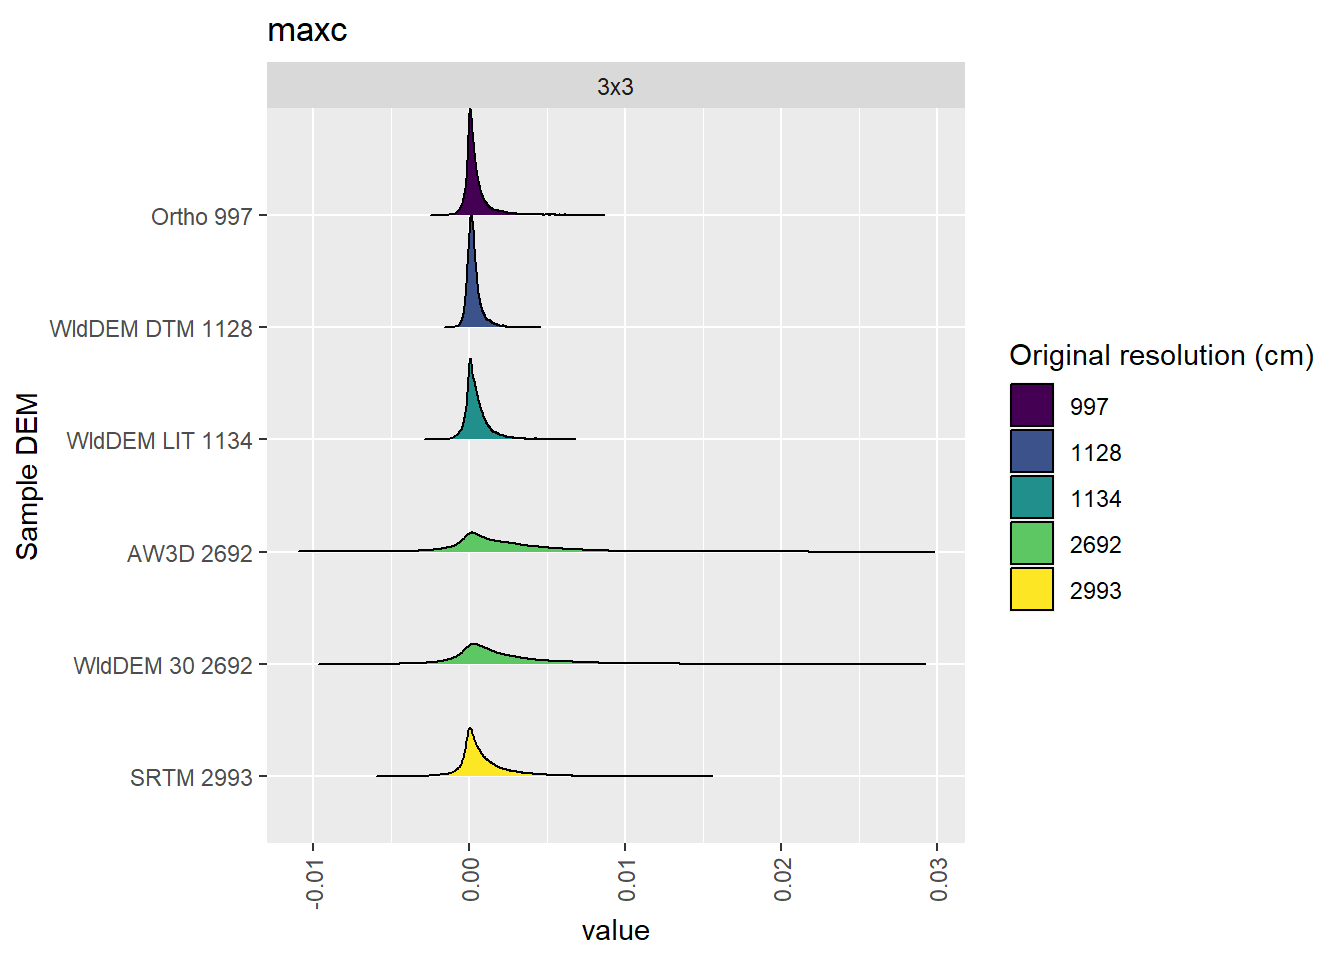 maxc
3x3
Sample DEM
Ortho 997
WldDEM DTM 1128
WldDEM LIT 1134
AW3D 2692
WldDEM 30 2692
SRTM 2993
-0.01
0.00
0.01
0.02
0.03
value
Original resolution (cm)
997
1128
1134
2692
2993